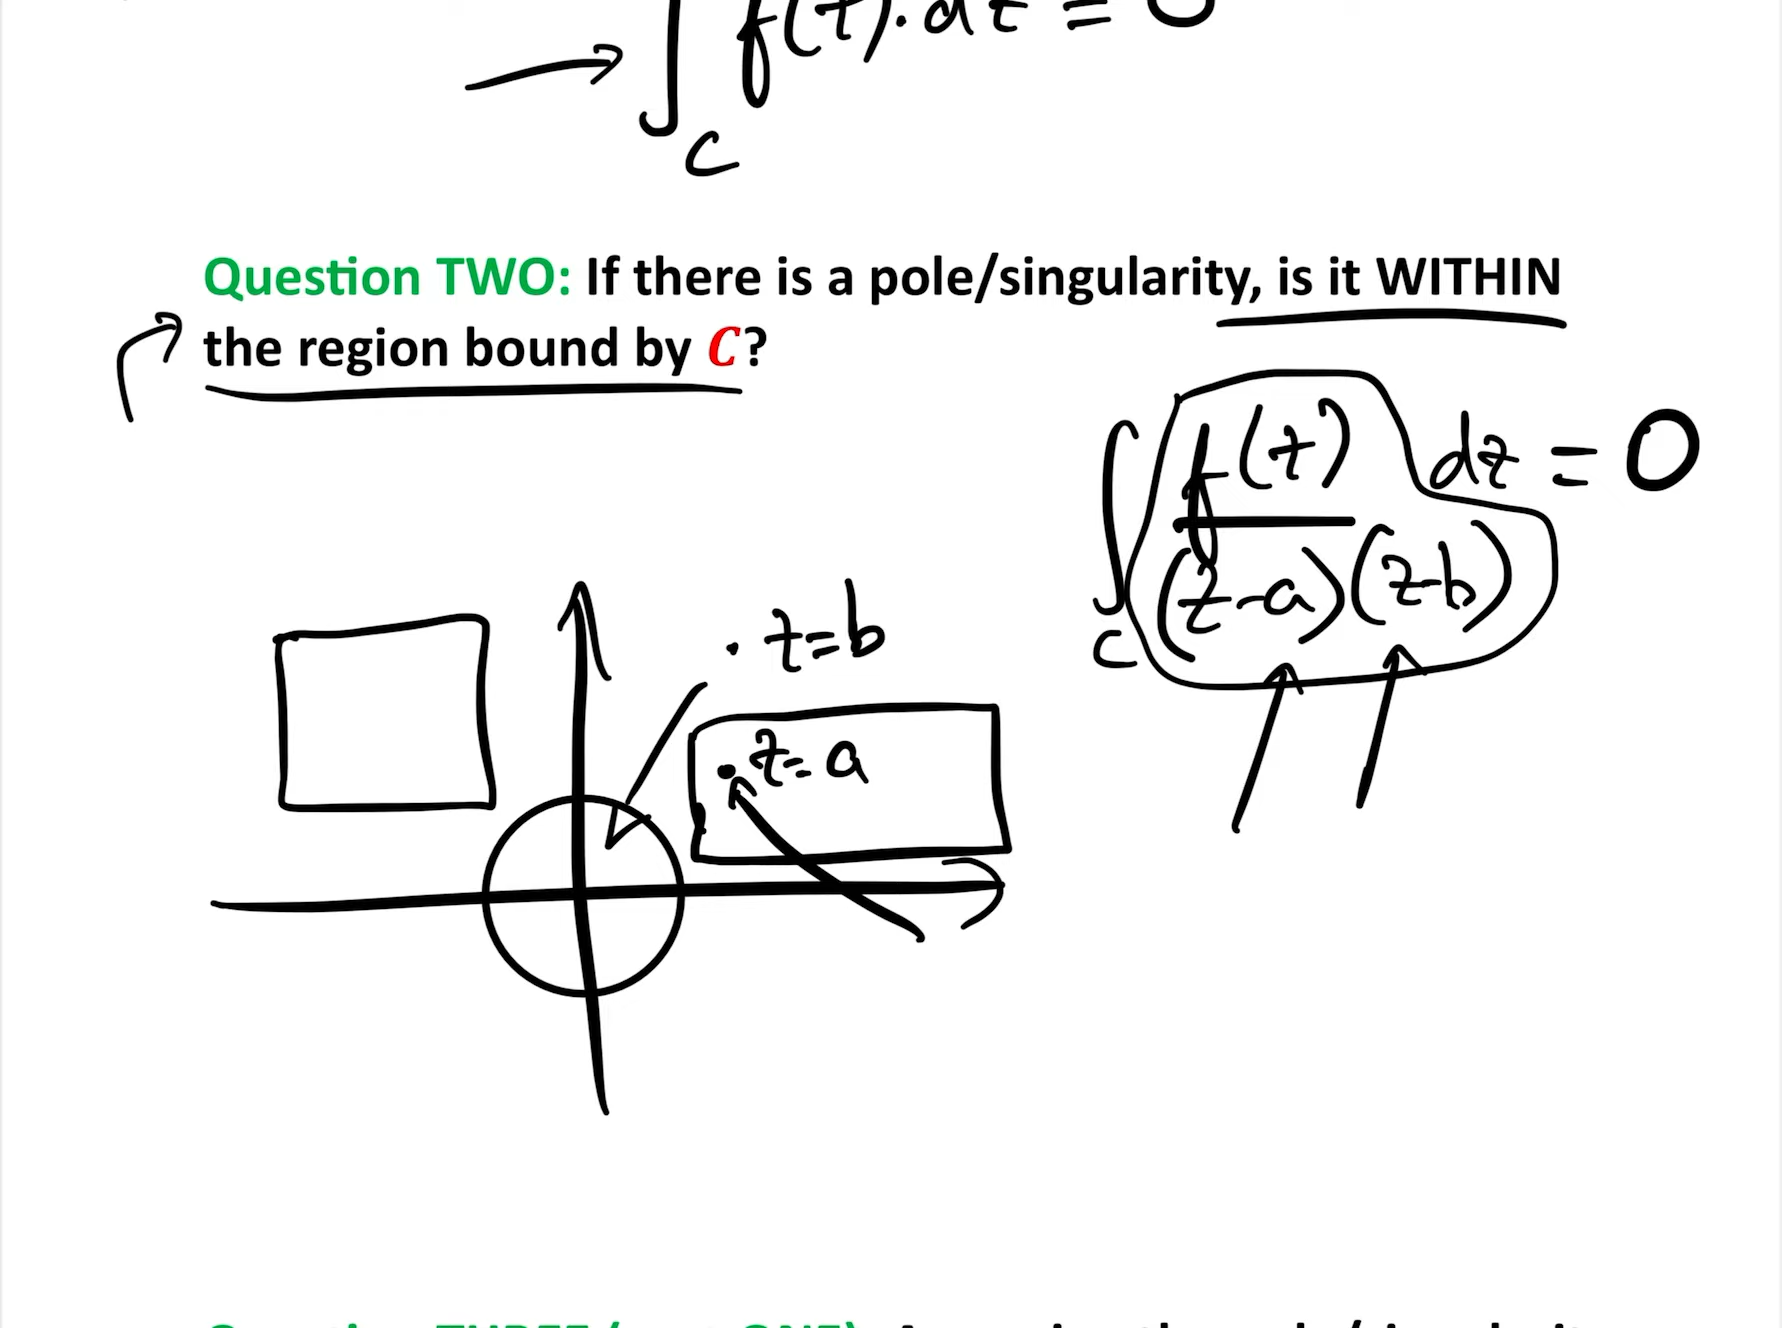 ∫_C f(z).dz = 0
Question TWO: If there is a pole/singularity, is it WITHIN
the region bound by C?
∫_C f(z)/(z-a)(z-b) dz = 0
. z=b
. z=a